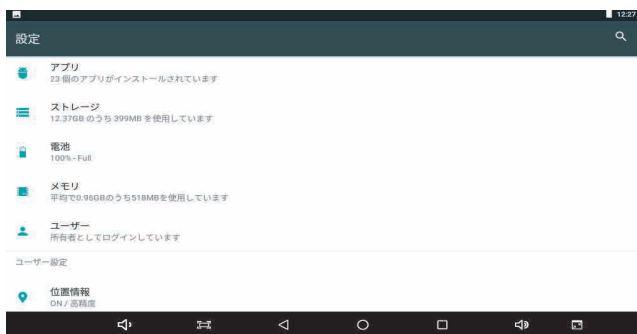 12:27
設定
アプリ
23 個のアプリがインストールされています
ストレージ
12.37GB のうち 399MB を使用しています
電池
100% - Full
メモリ
平均で0.96GBのうち518MBを使用しています
ユーザー
所有者としてログインしています
ユーザー設定
位置情報
ON / 高精度